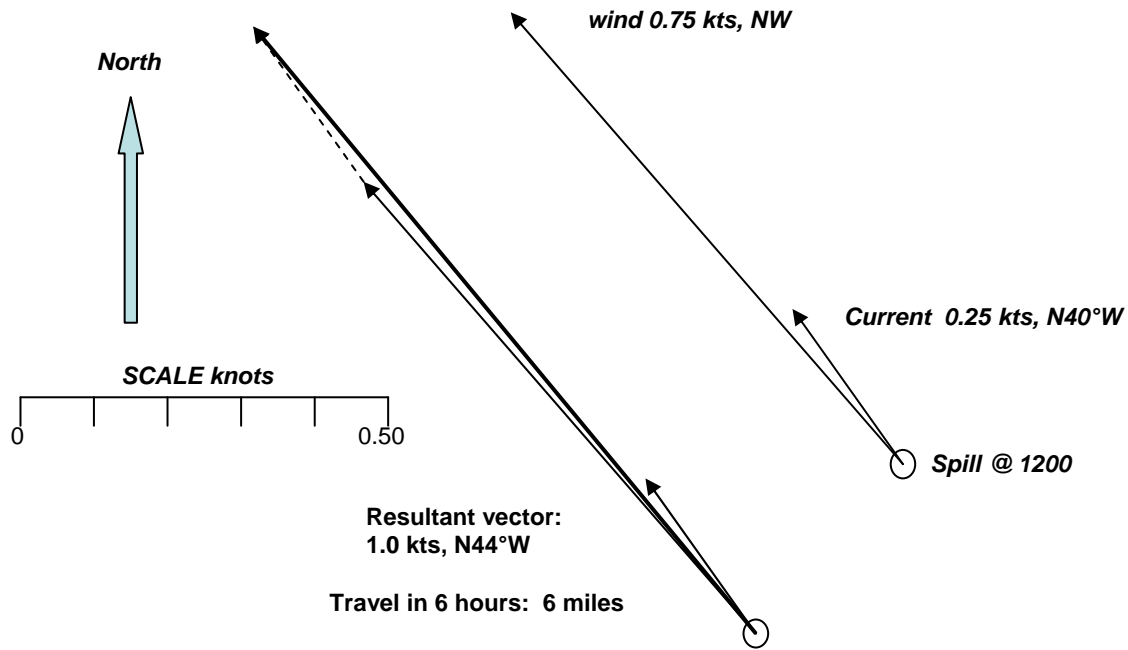 wind 0.75 kts, NW
North
Current 0.25 kts, N40°W
SCALE knots
0
0.50
Spill @ 1200
Resultant vector:
1.0 kts, N44°W
Travel in 6 hours: 6 miles